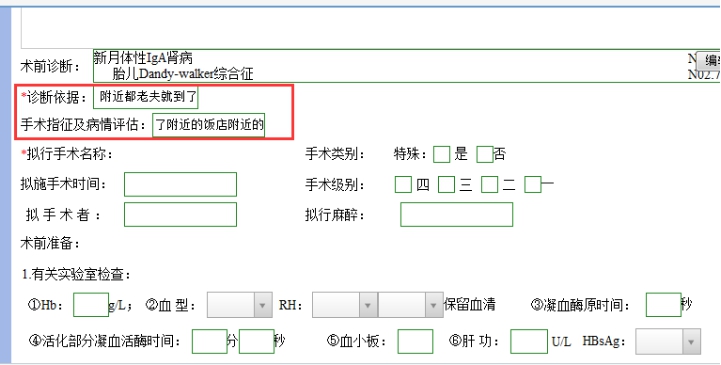 术前诊断： 新月体性IgA肾病 N 编
胎儿Dandy-walker综合征 N02.7
*诊断依据： 附近都老夫就到了
手术指征及病情评估： 了附近的饭店附近的
*拟行手术名称： 手术类别： 特殊： 是 否
拟施手术时间： 手术级别： 四 三 二 一
拟 手 术 者 ： 拟行麻醉：
术前准备：
1.有关实验室检查：
①Hb： g/L； ②血 型： RH： 保留血清 ③凝血酶原时间： 秒
④活化部分凝血活酶时间： 分 秒 ⑤血小板： ⑥肝 功： U/L HBsAg：